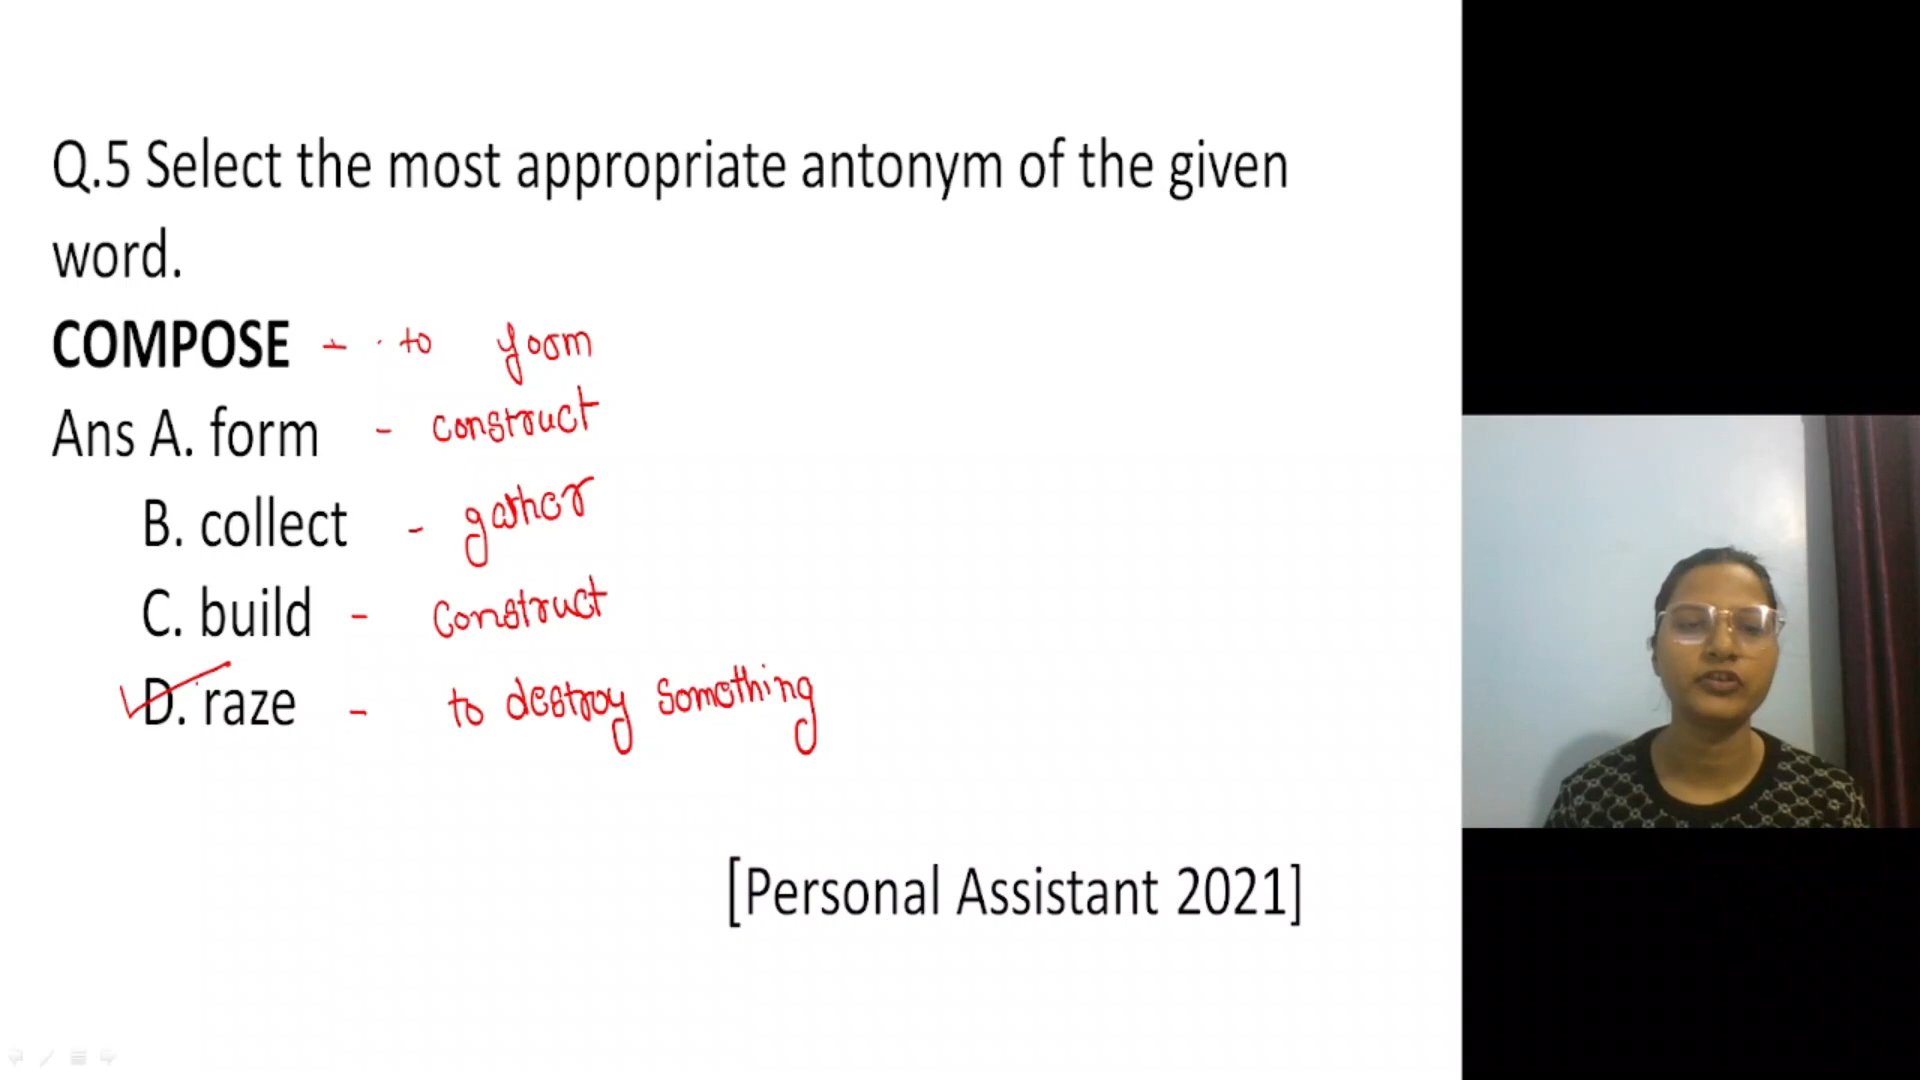 Q.5 Select the most appropriate antonym of the given
word.
COMPOSE - to form
Ans A. form - construct
B. collect - gather
C. build - construct
D. raze - to destroy something
[Personal Assistant 2021]